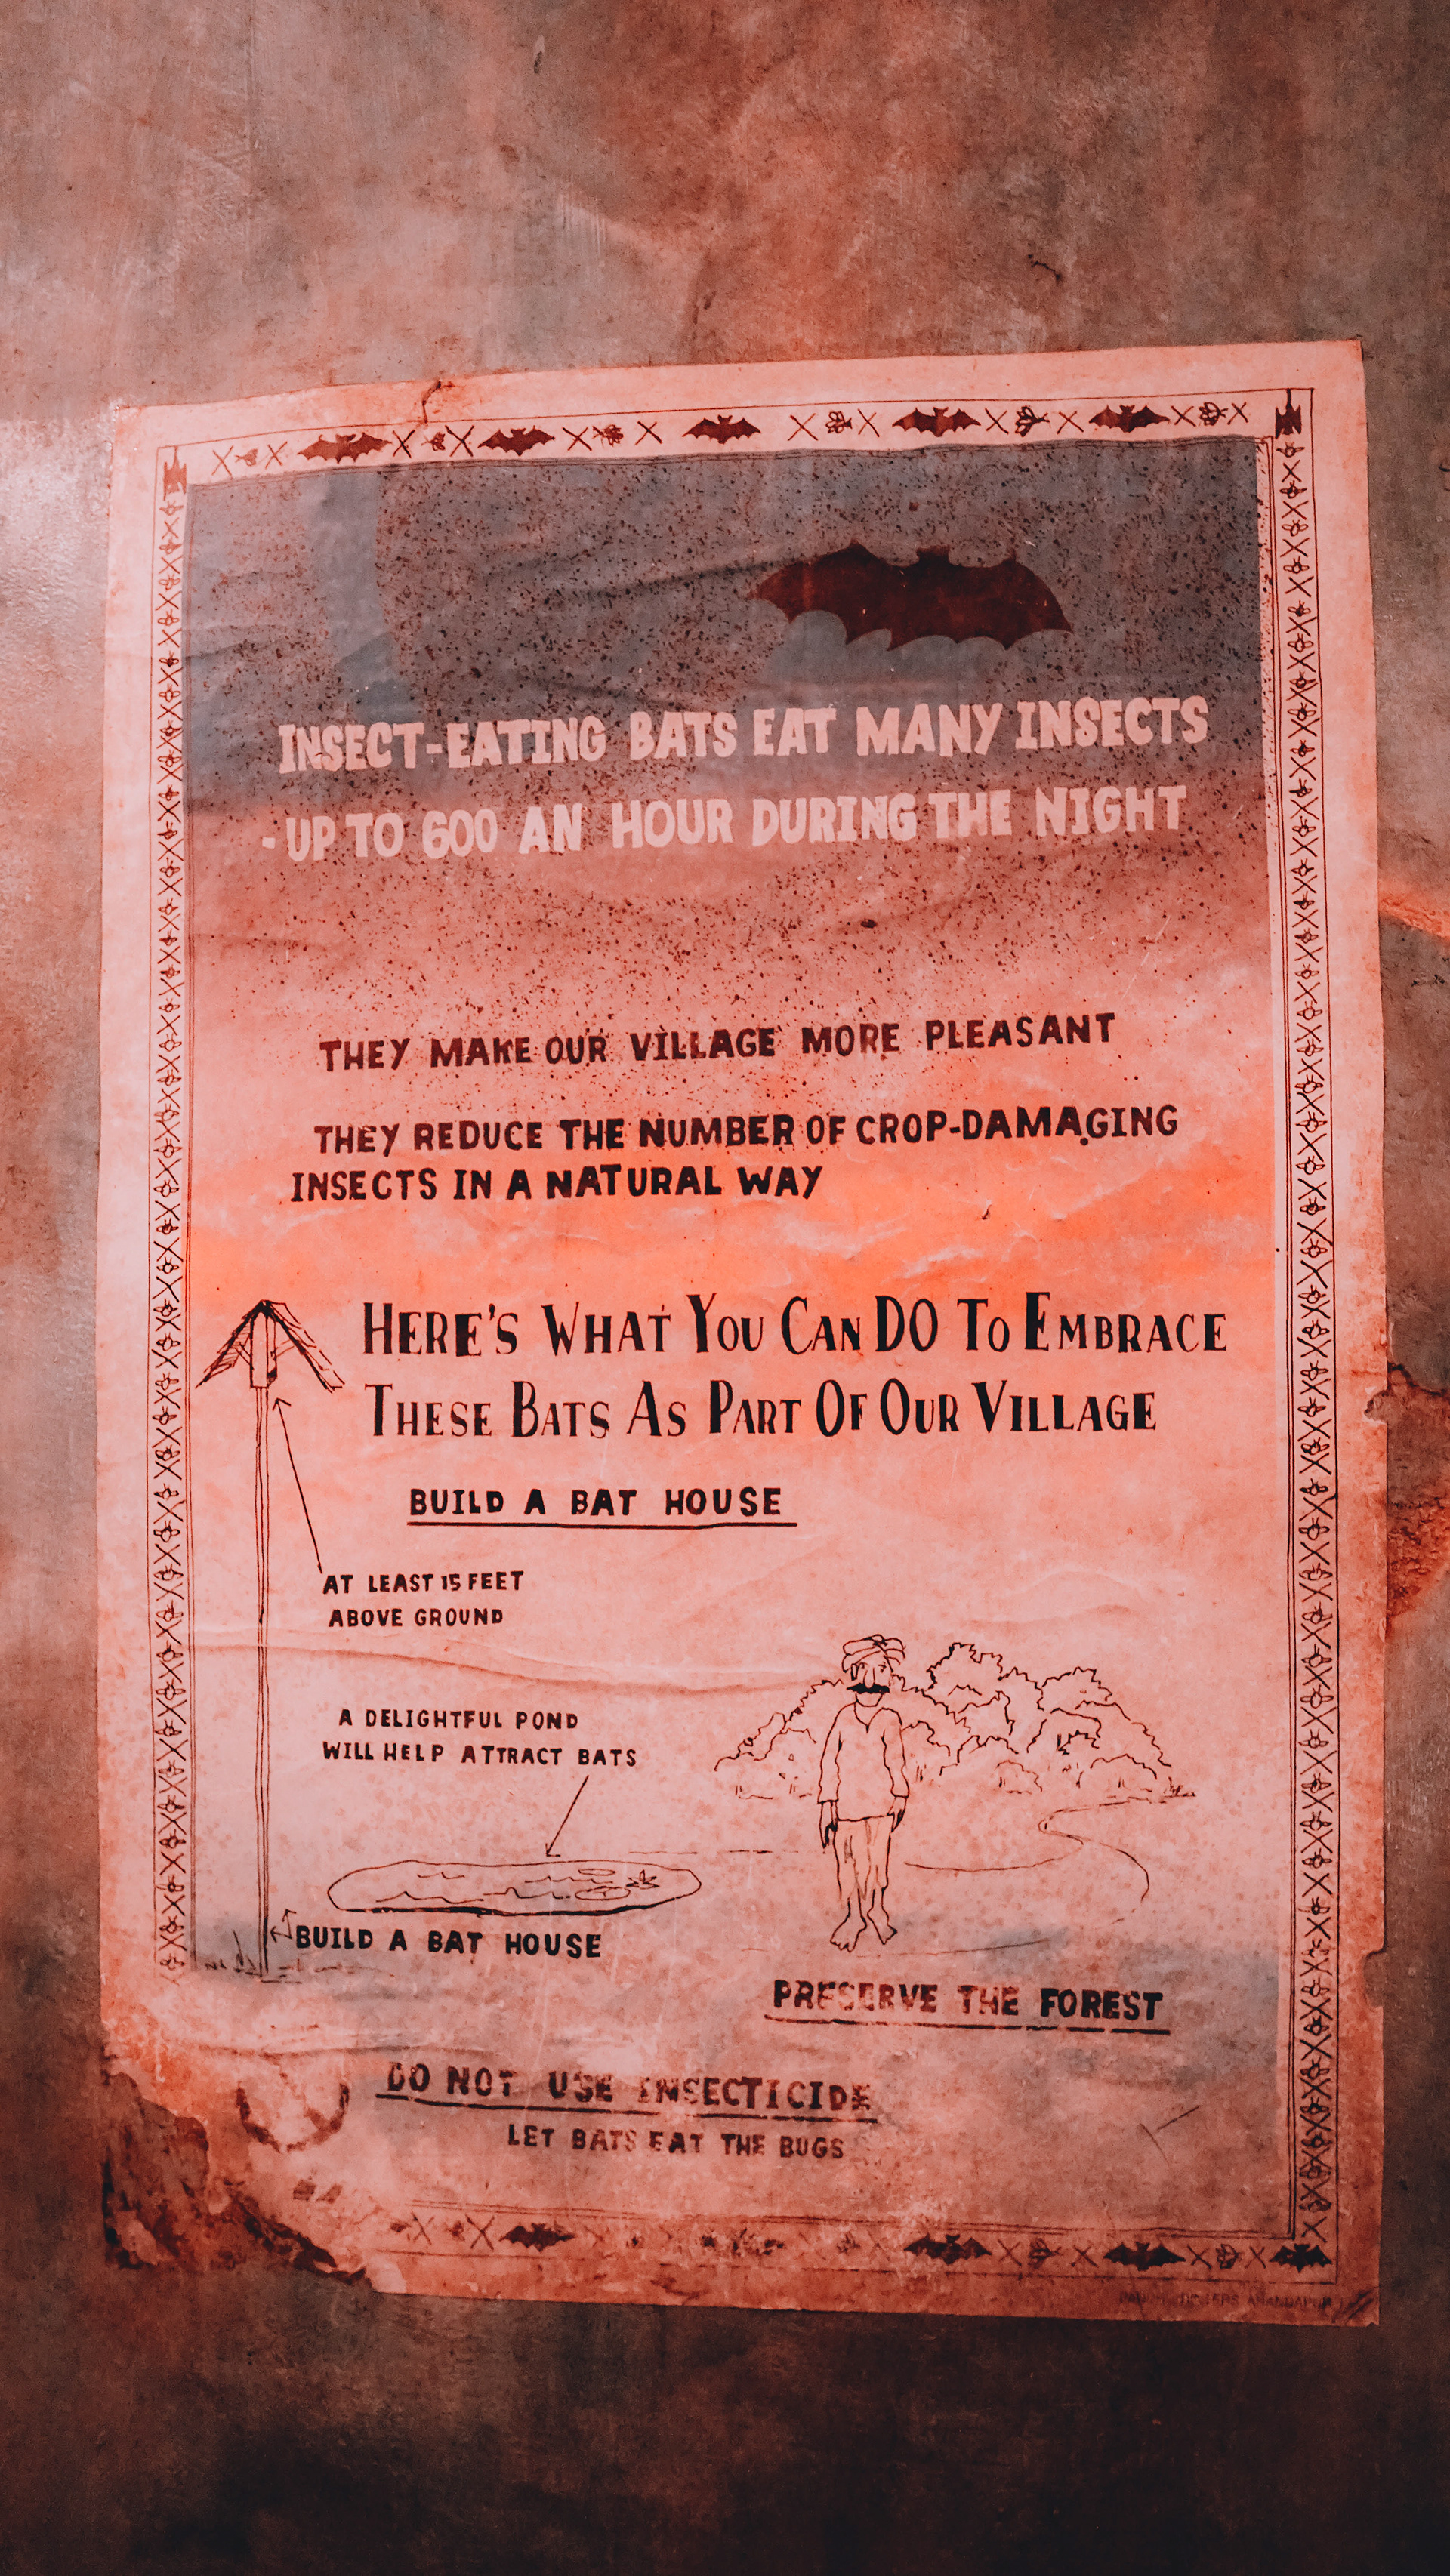 INSECT-EATING BATS EAT MANY INSECTS
- UP TO 600 AN HOUR DURING THE NIGHT
THEY MAKE OUR VILLAGE MORE PLEASANT
THEY REDUCE THE NUMBER OF CROP-DAMAGING
INSECTS IN A NATURAL WAY
HERE'S WHAT YOU CAN DO TO EMBRACE
THESE BATS AS PART OF OUR VILLAGE
BUILD A BAT HOUSE
AT LEAST 15 FEET
ABOVE GROUND
A DELIGHTFUL POND
WILL HELP ATTRACT BATS
BUILD A BAT HOUSE
PRESERVE THE FOREST
DO NOT USE INSECTICIDE
LET BATS EAT THE BUGS